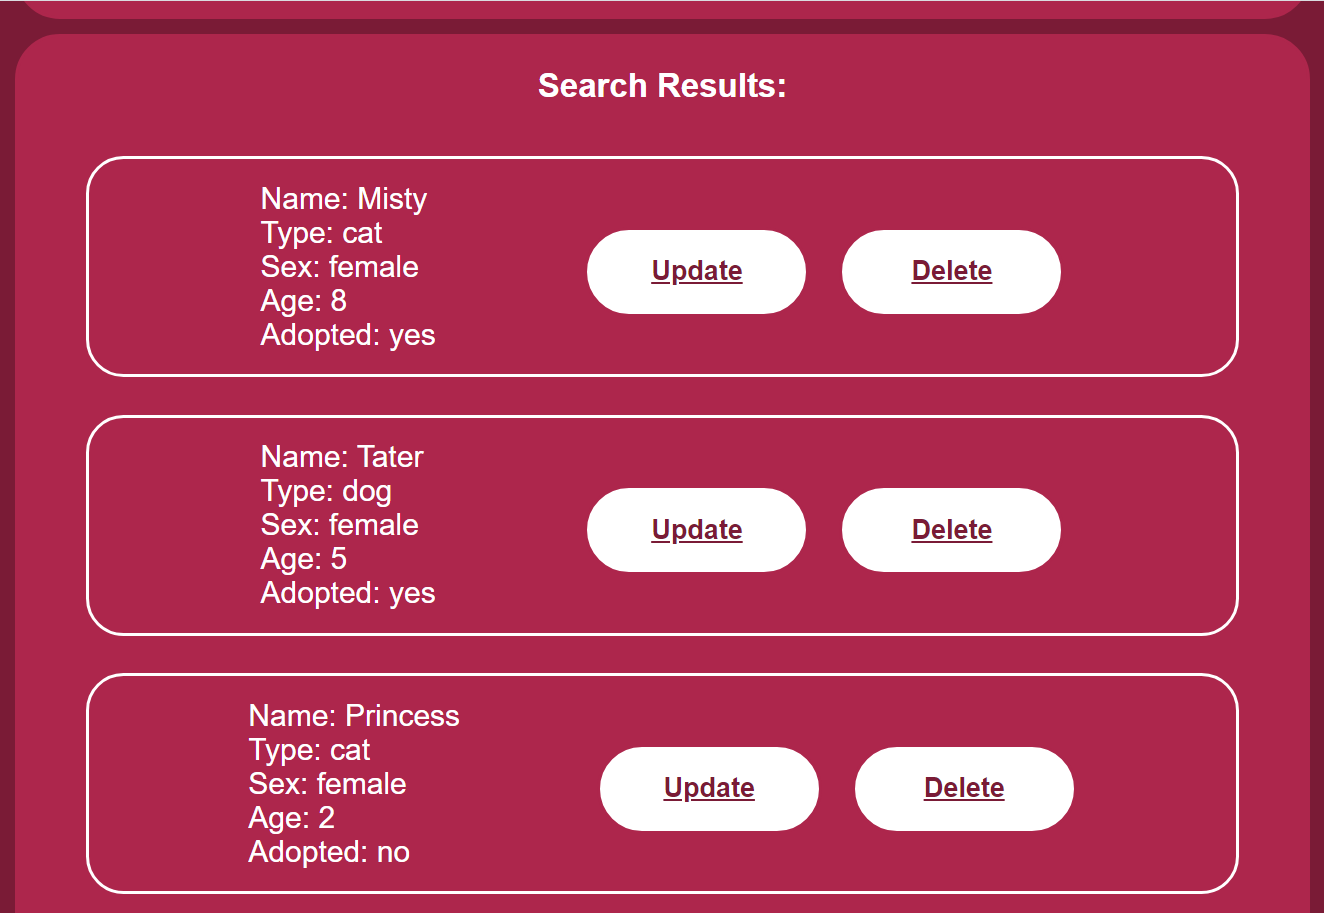 Search Results:
Name: Misty
Type: cat
Sex: female
Age: 8
Adopted: yes
Update
Delete
Name: Tater
Type: dog
Sex: female
Age: 5
Adopted: yes
Update
Delete
Name: Princess
Type: cat
Sex: female
Age: 2
Adopted: no
Update
Delete